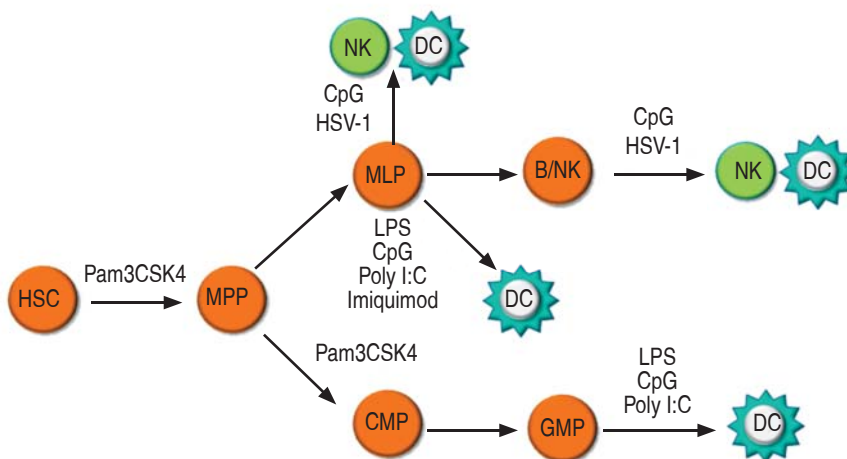 NK
DC
CpG
HSV-1
MLP
B/NK
CpG
HSV-1
NK
DC
LPS
CpG
Poly I:C
Imiquimod
DC
HSC
Pam3CSK4
MPP
Pam3CSK4
CMP
GMP
LPS
CpG
Poly I:C
DC